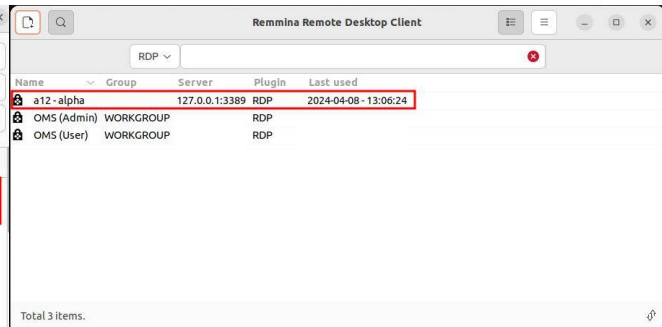 Remmina Remote Desktop Client
RDP
Name Group Server Plugin Last used
a12 - alpha 127.0.0.1:3389 RDP 2024-04-08 - 13:06:24
OMS (Admin) WORKGROUP RDP
OMS (User) WORKGROUP RDP
Total 3 items.